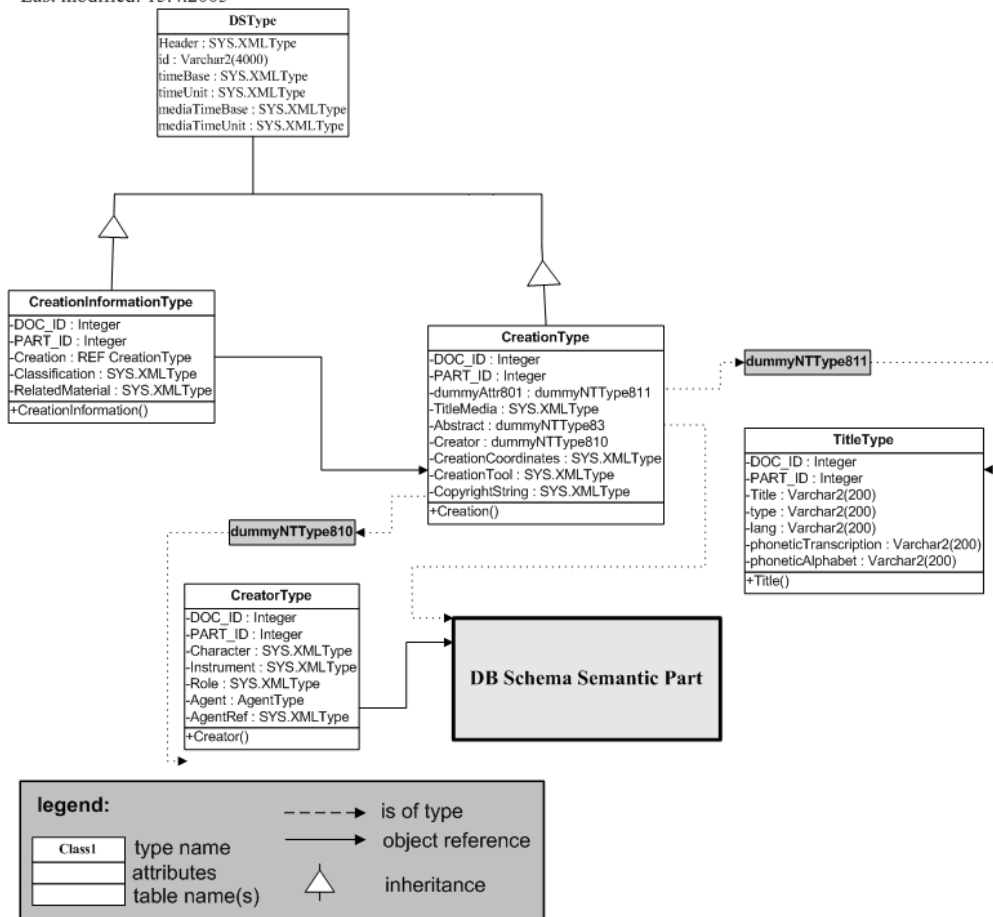 Last modified: 15.4.2005
DSType
Header : SYS.XMLType
id : Varchar2(4000)
timeBase : SYS.XMLType
timeUnit : SYS.XMLType
mediaTimeBase : SYS.XMLType
mediaTimeUnit : SYS.XMLType
CreationInformationType
-DOC_ID : Integer
-PART_ID : Integer
-Creation : REF CreationType
-Classification : SYS.XMLType
-RelatedMaterial : SYS.XMLType
+CreationInformation()
CreationType
-DOC_ID : Integer
-PART_ID : Integer
-dummyAttr801 : dummyNTType811
-TitleMedia : SYS.XMLType
-Abstract : dummyNTType83
-Creator : dummyNTType810
-CreationCoordinates : SYS.XMLType
-CreationTool : SYS.XMLType
-CopyrightString : SYS.XMLType
+Creation()
dummyNTType811
TitleType
-DOC_ID : Integer
-PART_ID : Integer
-Title : Varchar2(200)
-type : Varchar2(200)
-lang : Varchar2(200)
-phoneticTranscription : Varchar2(200)
-phoneticAlphabet : Varchar2(200)
+Title()
dummyNTType810
CreatorType
-DOC_ID : Integer
-PART_ID : Integer
-Character : SYS.XMLType
-Instrument : SYS.XMLType
-Role : SYS.XMLType
-Agent : AgentType
-AgentRef : SYS.XMLType
+Creator()
DB Schema Semantic Part
legend:
Class1
type name
attributes
table name(s)
is of type
object reference
inheritance